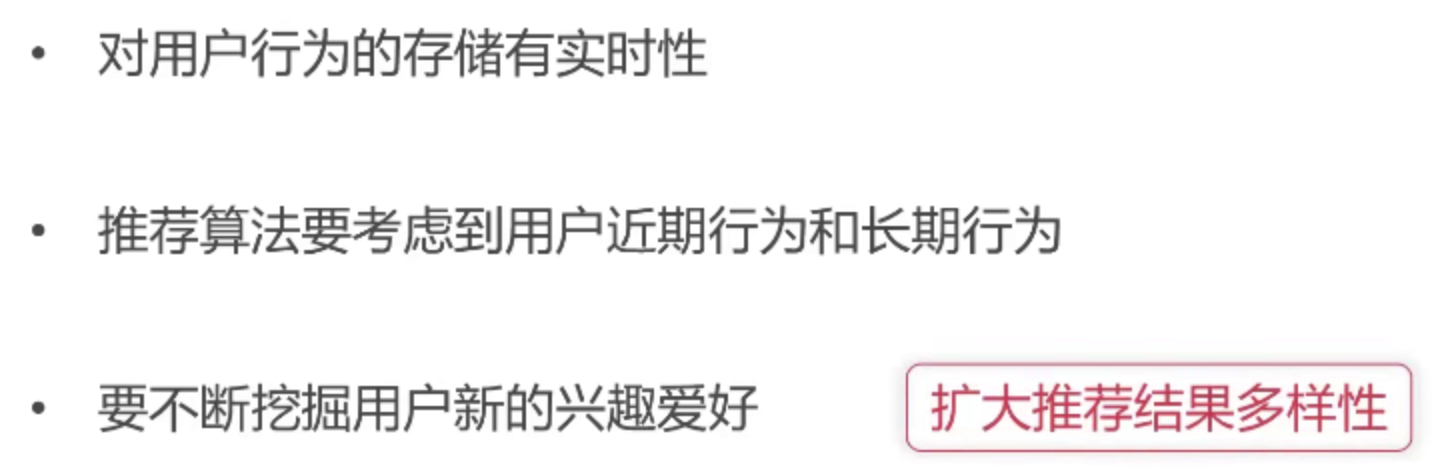 • 对用户行为的存储有实时性
• 推荐算法要考虑到用户近期行为和长期行为
• 要不断挖掘用户新的兴趣爱好 扩大推荐结果多样性